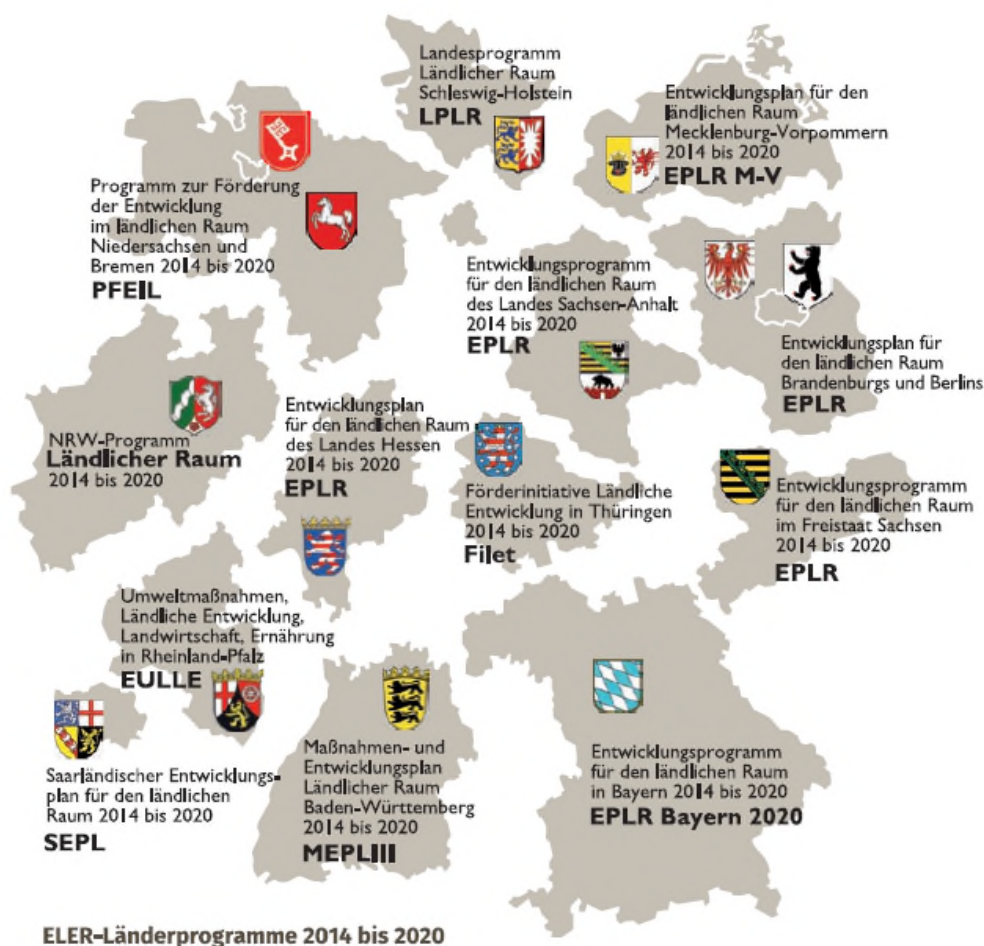 Landesprogramm
Ländlicher Raum
Schleswig-Holstein
LPLR
Entwicklungsplan für den
ländlichen Raum
Mecklenburg-Vorpommern
2014 bis 2020
EPLR M-V
Programm zur Förderung
der Entwicklung
im ländlichen Raum
Niedersachsen und
Bremen 2014 bis 2020
PFEIL
Entwicklungsprogramm
für den ländlichen Raum
des Landes Sachsen-Anhalt
2014 bis 2020
EPLR
Entwicklungsplan für
den ländlichen Raum
Brandenburgs und Berlins
EPLR
NRW-Programm
Ländlicher Raum
2014 bis 2020
Entwicklungsplan
für den ländlichen Raum
des Landes Hessen
2014 bis 2020
EPLR
Förderinitiative Ländliche
Entwicklung in Thüringen
2014 bis 2020
Filet
Entwicklungsprogramm
für den ländlichen Raum
im Freistaat Sachsen
2014 bis 2020
EPLR
Umweltmaßnahmen,
Ländliche Entwicklung,
Landwirtschaft, Ernährung
in Rheinland-Pfalz
EULLE
Saarländischer Entwicklungs-
plan für den ländlichen
Raum 2014 bis 2020
SEPL
Maßnahmen- und
Entwicklungsplan
Ländlicher Raum
Baden-Württemberg
2014 bis 2020
MEPLIII
Entwicklungsprogramm
für den ländlichen Raum
in Bayern 2014 bis 2020
EPLR Bayern 2020
ELER-Länderprogramme 2014 bis 2020